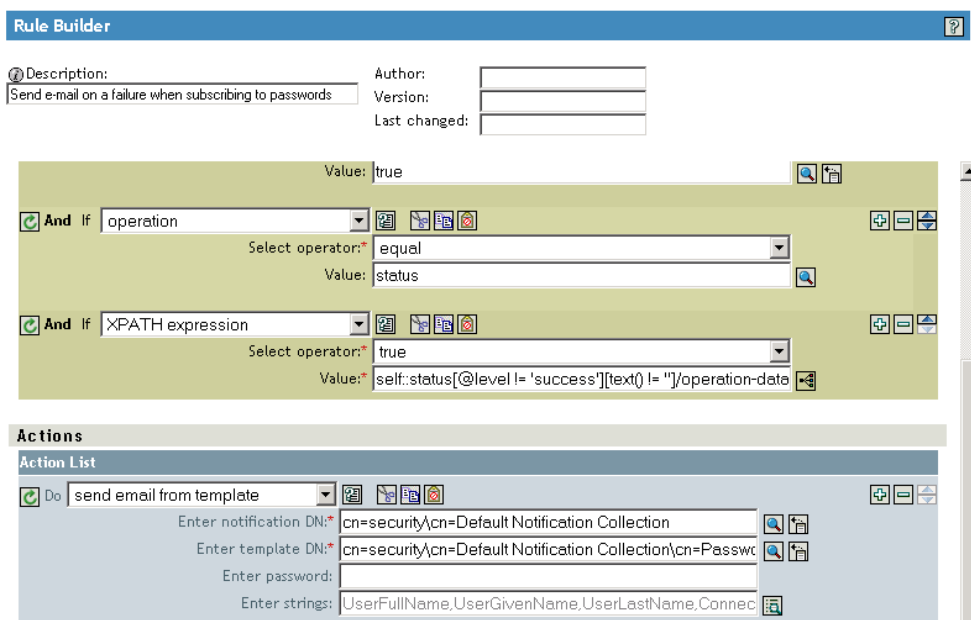 Rule Builder
Description:
Send e-mail on a failure when subscribing to passwords
Author:
Version:
Last changed:
Value: true
And If operation
Select operator:* equal
Value: status
And If XPATH expression
Select operator:* true
Value:* self::status[@level != 'success'][text() != '']/operation-data
Actions
Action List
Do send email from template
Enter notification DN:* cn=security\cn=Default Notification Collection
Enter template DN:* cn=security\cn=Default Notification Collection\cn=Passwc
Enter password:
Enter strings: UserFullName,UserGivenName,UserLastName,Connec